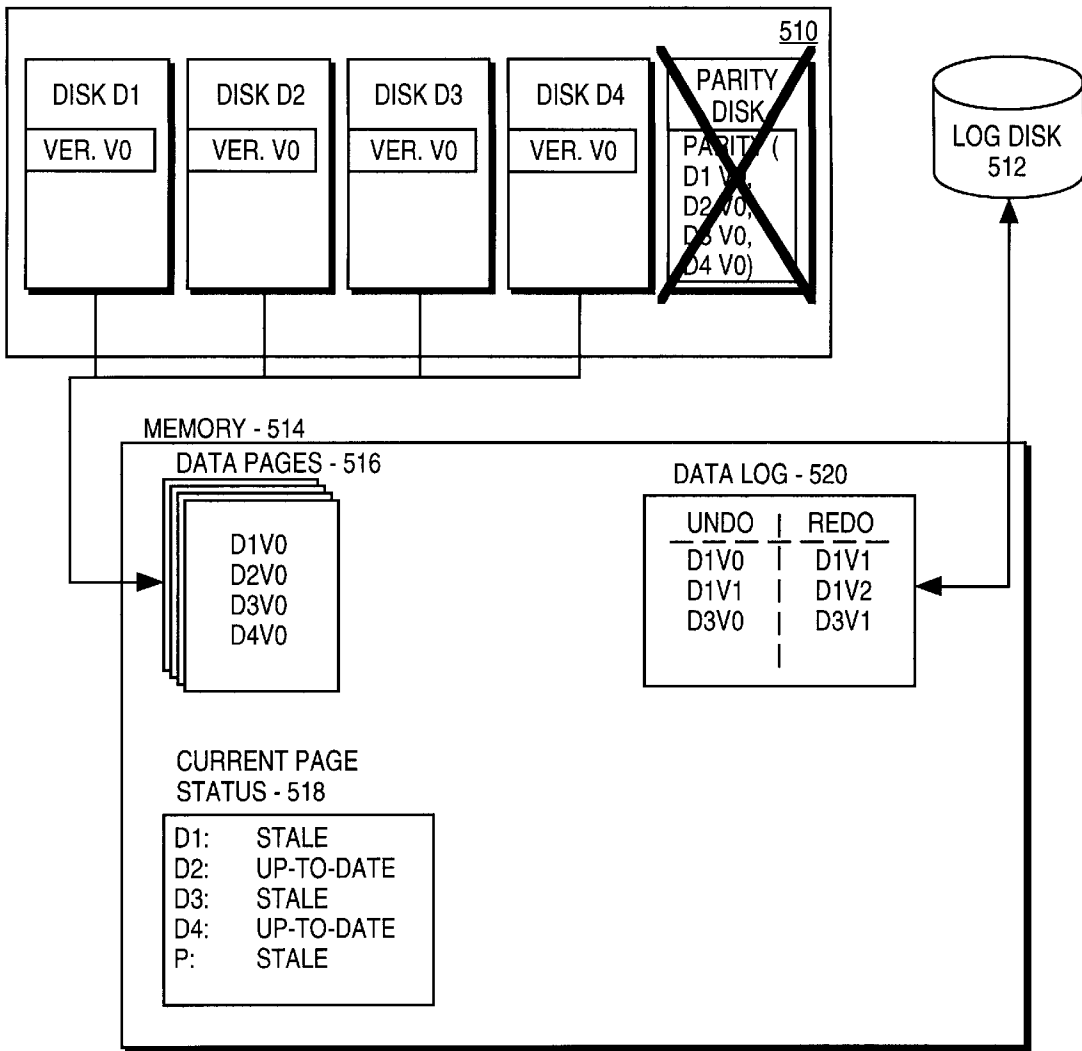 510
DISK D1
VER. V0
DISK D2
VER. V0
DISK D3
VER. V0
DISK D4
VER. V0
PARITY
DISK
PARITY (
D1 V0,
D2 V0,
D3 V0,
D4 V0)
LOG DISK
512
MEMORY - 514
DATA PAGES - 516
D1V0
D2V0
D3V0
D4V0
DATA LOG - 520
UNDO | REDO
D1V0 | D1V1
D1V1 | D1V2
D3V0 | D3V1
CURRENT PAGE
STATUS - 518
D1: STALE
D2: UP-TO-DATE
D3: STALE
D4: UP-TO-DATE
P: STALE